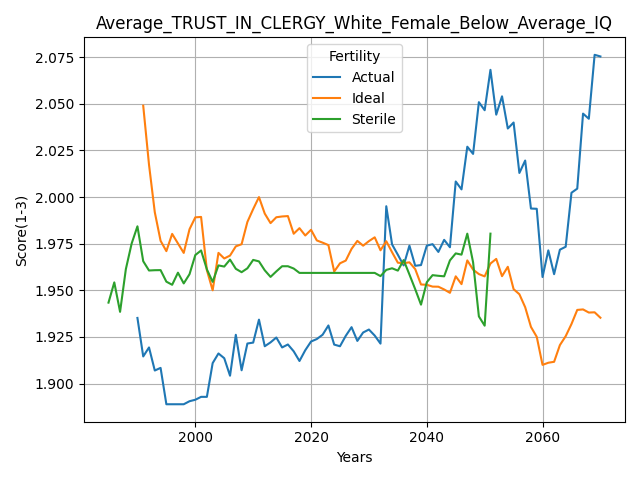 Average_TRUST_IN_CLERGY_White_Female_Below_Average_IQ
Fertility
Actual
Ideal
Sterile
Score(1-3)
2.075
2.050
2.025
2.000
1.975
1.950
1.925
1.900
2000
2020
2040
2060
Years